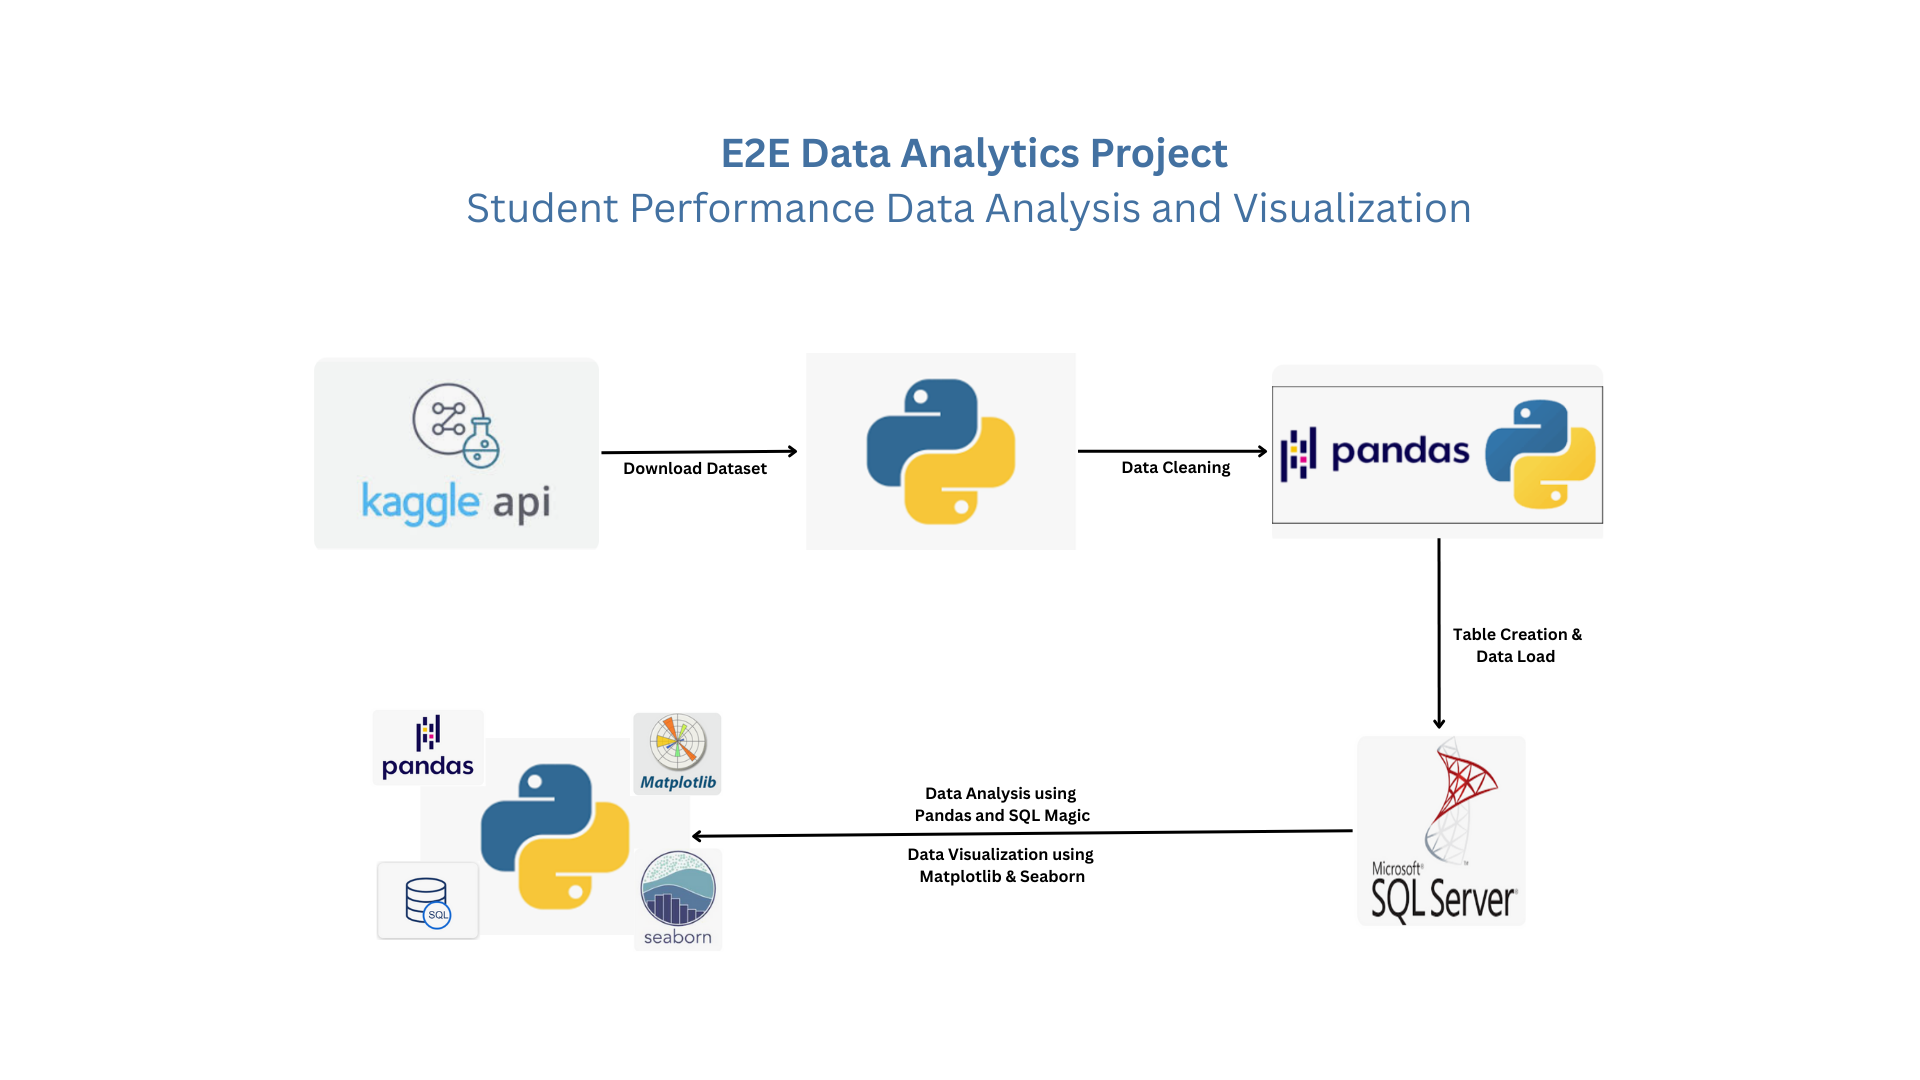 E2E Data Analytics Project
Student Performance Data Analysis and Visualization
kaggle api
Download Dataset
Data Cleaning
pandas
Table Creation &
Data Load
pandas
Matplotlib
SQL
seaborn
Data Analysis using
Pandas and SQL Magic
Data Visualization using
Matplotlib & Seaborn
Microsoft®
SQL Server